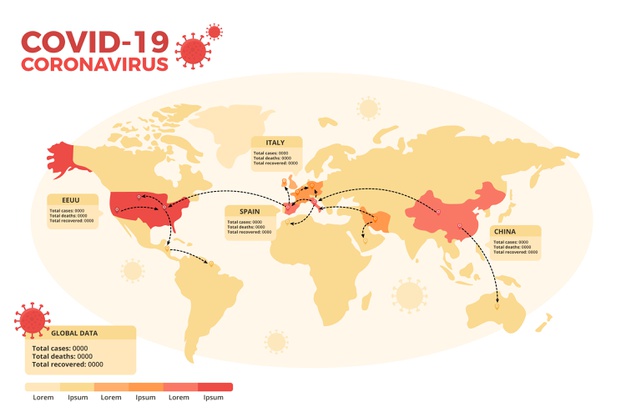 COVID-19
CORONAVIRUS
ITALY
Total cases: 0000
Total deaths: 0000
Total recovered: 0000
EEUU
Total cases: 0000
Total deaths: 0000
Total recovered: 0000
SPAIN
Total cases: 0000
Total deaths: 0000
Total recovered: 0000
CHINA
Total cases: 0000
Total deaths: 0000
Total recovered: 0000
GLOBAL DATA
Total cases: 0000
Total deaths: 0000
Total recovered: 0000
Lorem Ipsum Lorem Ipsum Lorem Ipsum